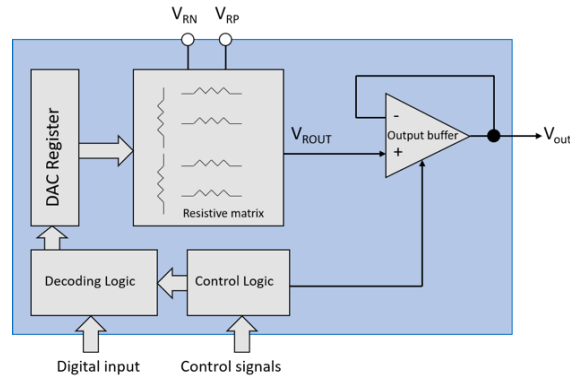 V_RN V_RP
DAC Register
Resistive matrix
V_ROUT
-
+
Output buffer
V_out
Decoding Logic
Control Logic
Digital input
Control signals